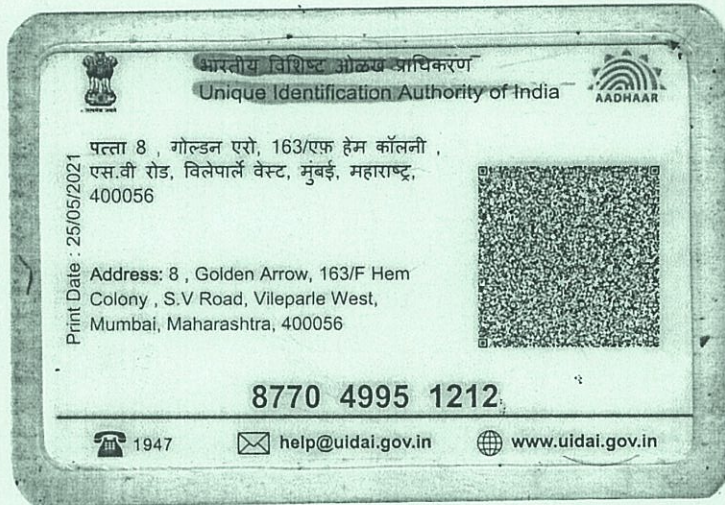 भारतीय विशिष्ट ओळख प्राधिकरण
Unique Identification Authority of India
AADHAAR
पत्ता 8 , गोल्डन एरो, 163/एफ़ हेम कॉलनी ,
एस.वी रोड, विलेपार्ले वेस्ट, मुंबई, महाराष्ट्र,
400056
Print Date : 25/05/2021
Address: 8 , Golden Arrow, 163/F Hem
Colony , S.V Road, Vileparle West,
Mumbai, Maharashtra, 400056
8770 4995 1212
1947
help@uidai.gov.in
www.uidai.gov.in